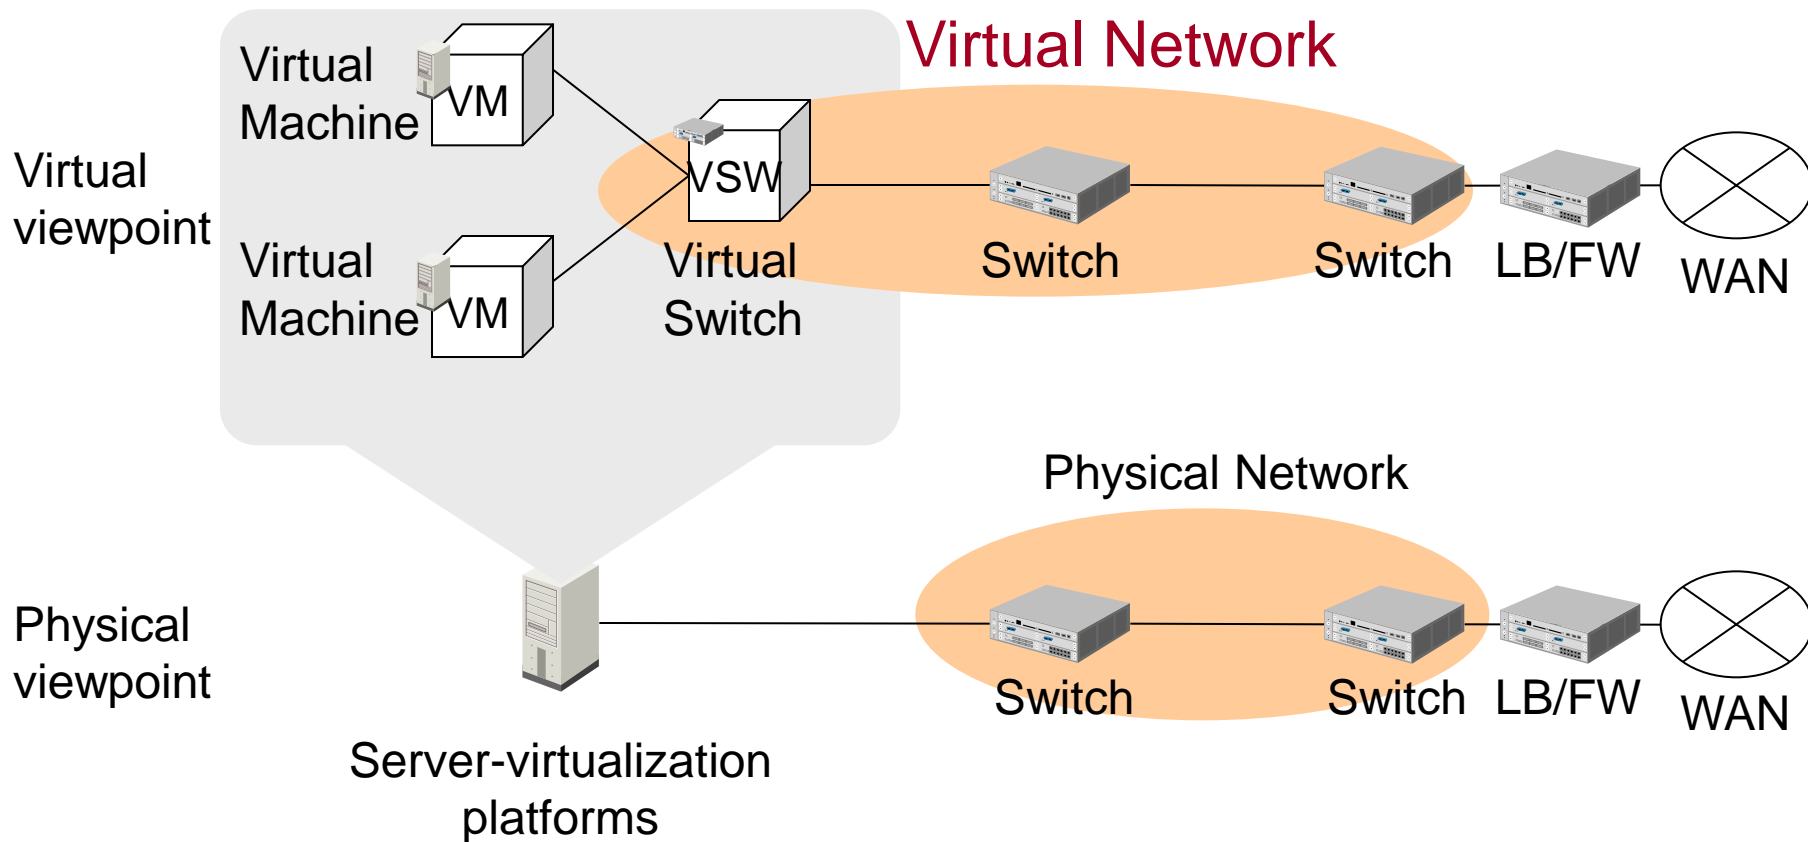 Virtual Network
Virtual
Machine
VM
Virtual
viewpoint
VSW
Virtual
Machine
VM
Virtual
Switch
Switch
Switch
LB/FW
WAN
Physical Network
Physical
viewpoint
Switch
Switch
LB/FW
WAN
Server-virtualization
platforms